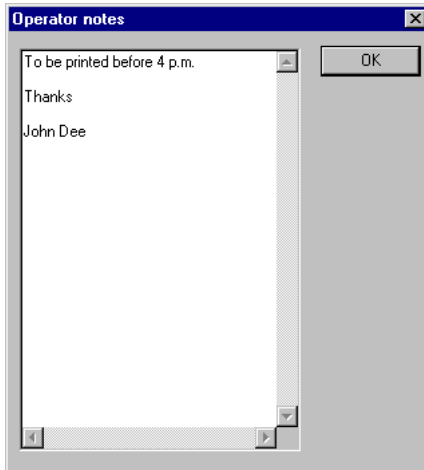 Operator notes
To be printed before 4 p.m.
OK
Thanks
John Dee